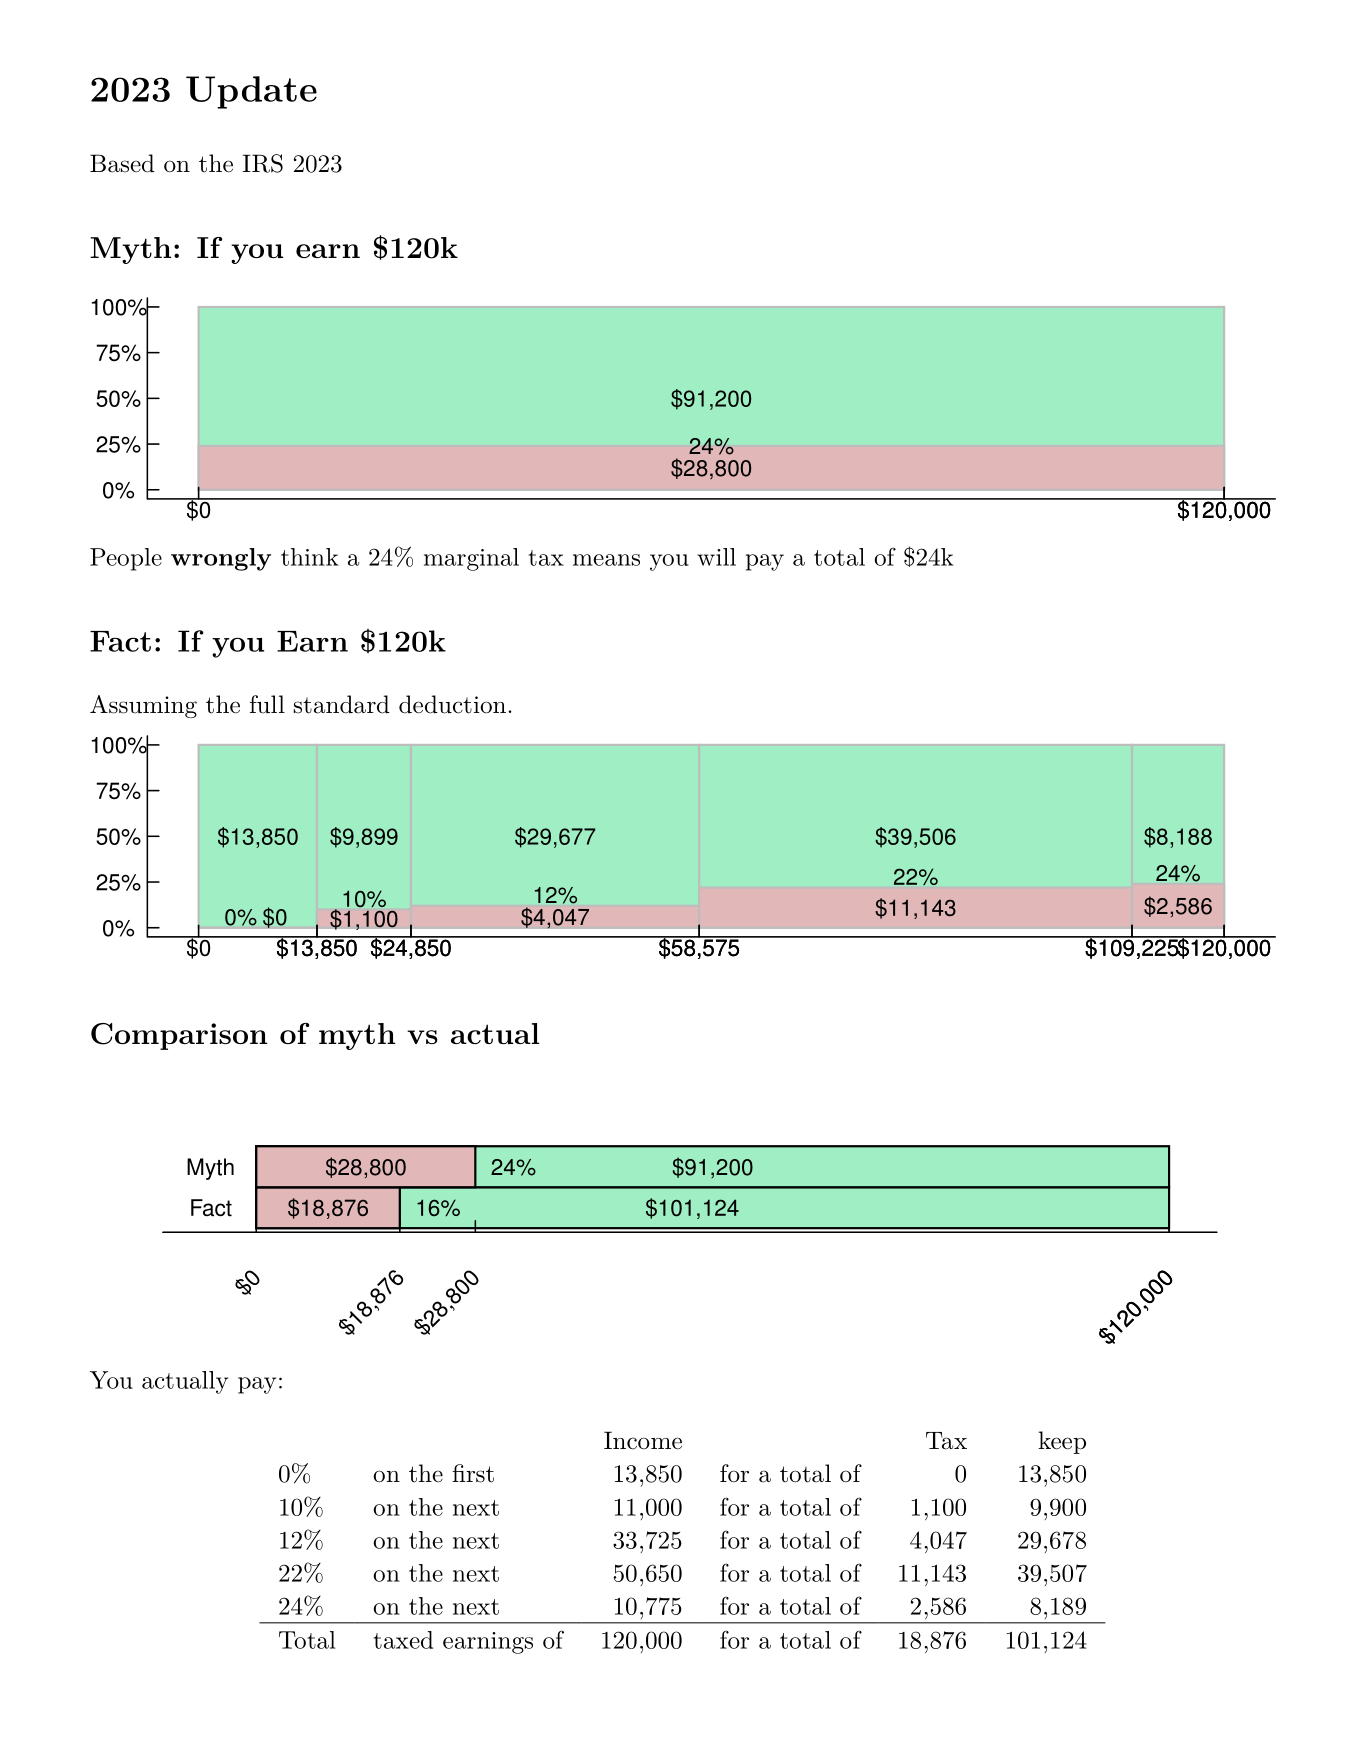 2023 Update
Based on the IRS 2023
Myth: If you earn $120k
100%
75%
50%
25%
0%
$91,200
24%
$28,800
$0 $120,000
People wrongly think a 24% marginal tax means you will pay a total of $24k
Fact: If you Earn $120k
Assuming the full standard deduction.
100%
75%
50%
25%
0%
$13,850 $9,899 $29,677 $39,506 $8,188
0% $0 10% 12% 22% 24%
$1,100 $4,047 $11,143 $2,586
$0 $13,850 $24,850 $58,575 $109,225 $120,000
Comparison of myth vs actual
Myth $28,800 24% $91,200
Fact $18,876 16% $101,124
$0 $18,876 $28,800 $120,000
You actually pay:
Income Tax keep
0% on the first 13,850 for a total of 0 13,850
10% on the next 11,000 for a total of 1,100 9,900
12% on the next 33,725 for a total of 4,047 29,678
22% on the next 50,650 for a total of 11,143 39,507
24% on the next 10,775 for a total of 2,586 8,189
Total taxed earnings of 120,000 for a total of 18,876 101,124